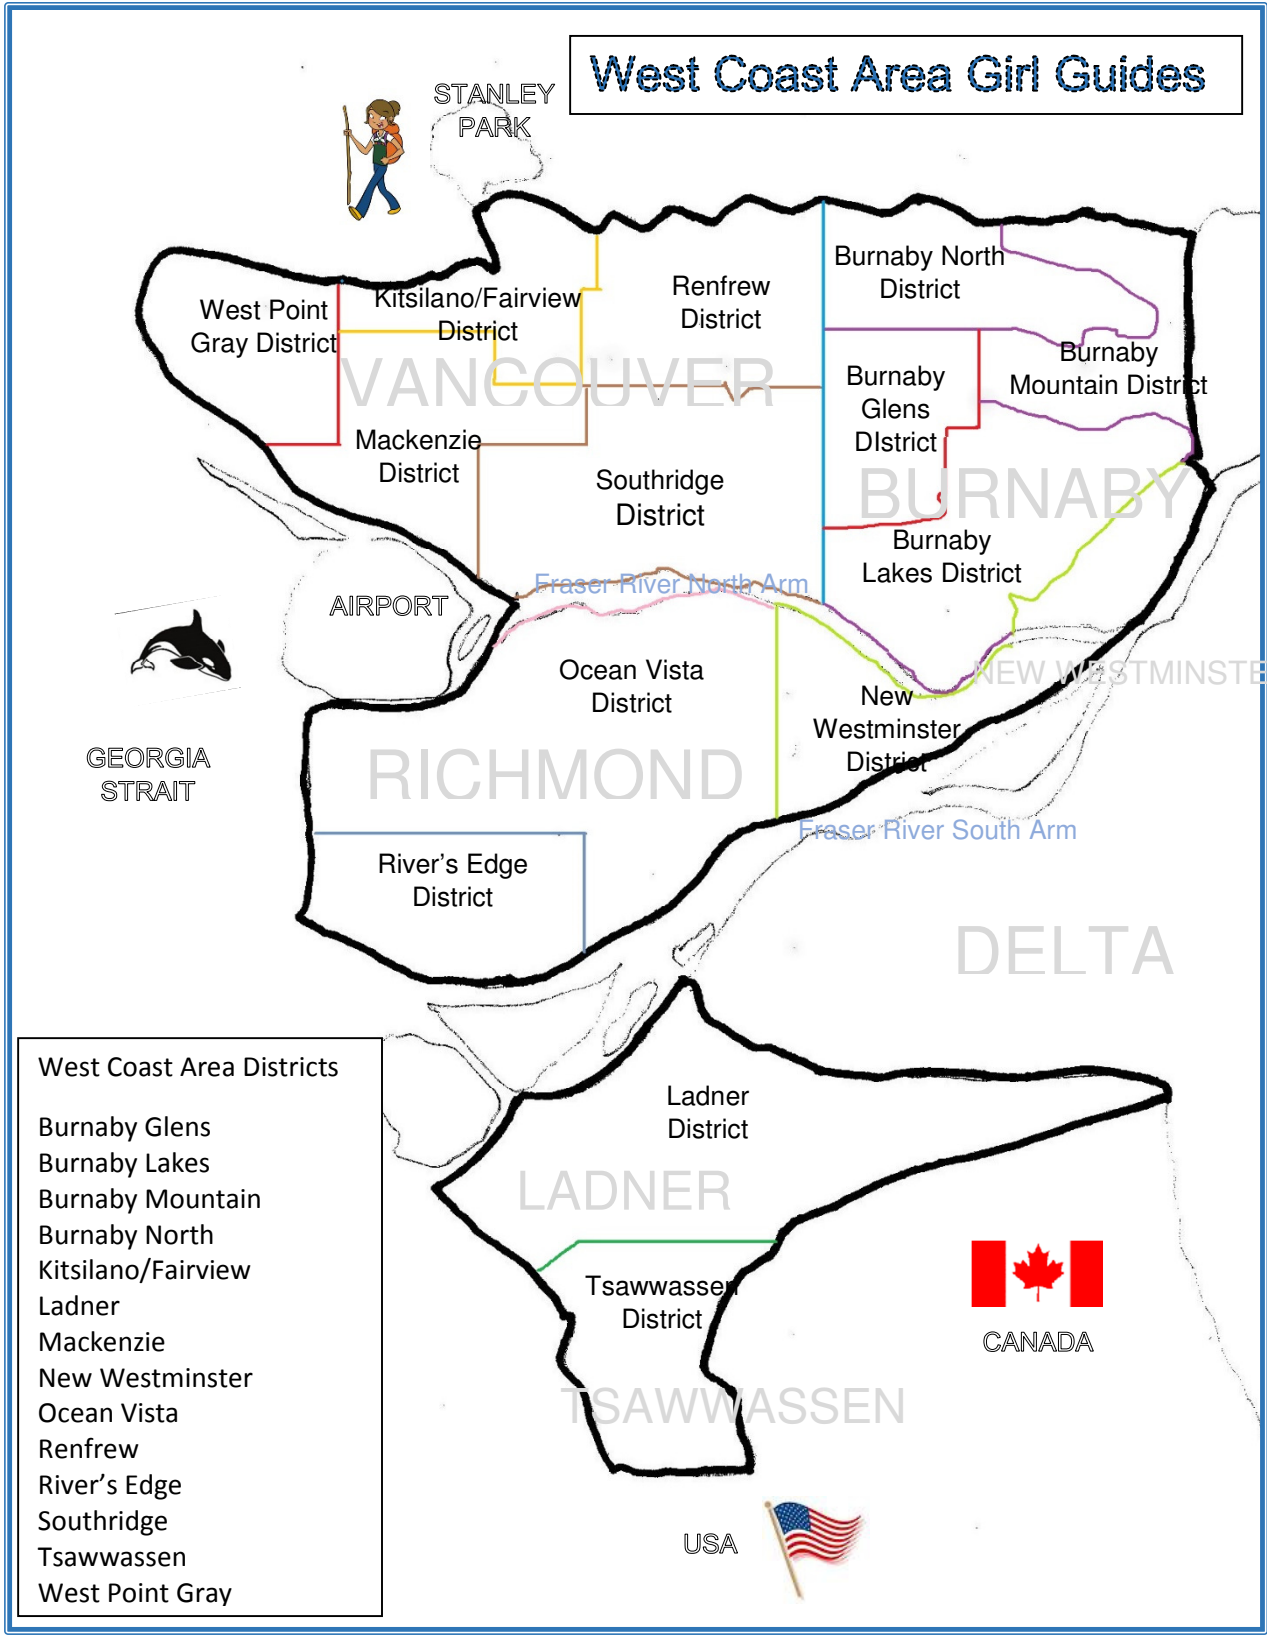 West Coast Area Girl Guides
STANLEY
PARK
Burnaby North
District
Renfrew
District
Kitsilano/Fairview
District
West Point
Gray District
VANCOUVER
Burnaby
Mountain District
Burnaby
Glens
DIstrict
Mackenzie
District
Southridge
District
BURNABY
Burnaby
Lakes District
Fraser River North Arm
AIRPORT
Ocean Vista
District
NEW WESTMINSTE
New
Westminster
District
GEORGIA
STRAIT
RICHMOND
Fraser River South Arm
River's Edge
District
DELTA
Ladner
District
LADNER
Tsawwassen
District
CANADA
TSAWWASSEN
USA
West Coast Area Districts
Burnaby Glens
Burnaby Lakes
Burnaby Mountain
Burnaby North
Kitsilano/Fairview
Ladner
Mackenzie
New Westminster
Ocean Vista
Renfrew
River’s Edge
Southridge
Tsawwassen
West Point Gray